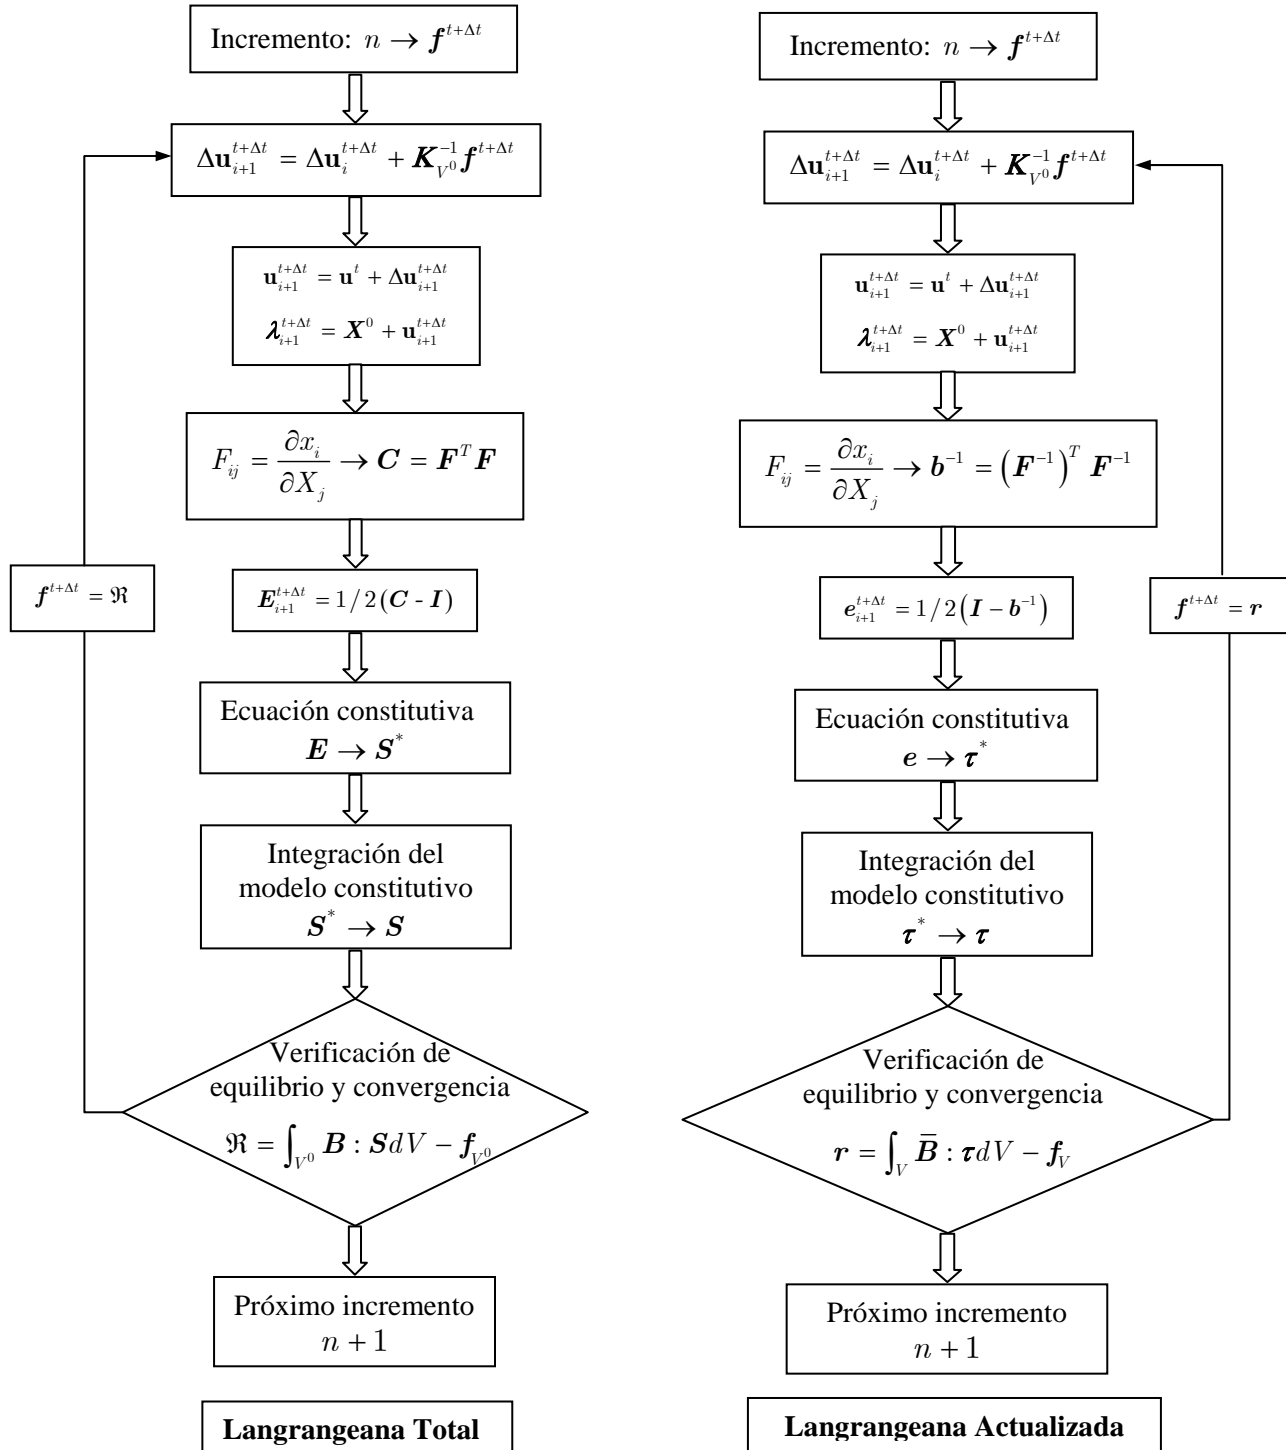 Incremento: n → f^{t+Δt}
Δu_{i+1}^{t+Δt} = Δu_i^{t+Δt} + K_{V^0}^{-1} f^{t+Δt}
u_{i+1}^{t+Δt} = u^t + Δu_{i+1}^{t+Δt}
λ_{i+1}^{t+Δt} = X^0 + u_{i+1}^{t+Δt}
F_{ij} = ∂x_i / ∂X_j → C = F^T F
f^{t+Δt} = ℜ
E_{i+1}^{t+Δt} = 1/2(C - I)
Ecuación constitutiva
E → S^*
Integración del
modelo constitutivo
S^* → S
Verificación de
equilibrio y convergencia
ℜ = ∫_{V^0} B : S dV − f_{V^0}
Próximo incremento
n + 1
Langrangeana Total
Incremento: n → f^{t+Δt}
Δu_{i+1}^{t+Δt} = Δu_i^{t+Δt} + K_{V^0}^{-1} f^{t+Δt}
u_{i+1}^{t+Δt} = u^t + Δu_{i+1}^{t+Δt}
λ_{i+1}^{t+Δt} = X^0 + u_{i+1}^{t+Δt}
F_{ij} = ∂x_i / ∂X_j → b^{-1} = (F^{-1})^T F^{-1}
e_{i+1}^{t+Δt} = 1/2(I − b^{-1})
f^{t+Δt} = r
Ecuación constitutiva
e → τ^*
Integración del
modelo constitutivo
τ^* → τ
Verificación de
equilibrio y convergencia
r = ∫_V B̄ : τ dV − f_V
Próximo incremento
n + 1
Langrangeana Actualizada